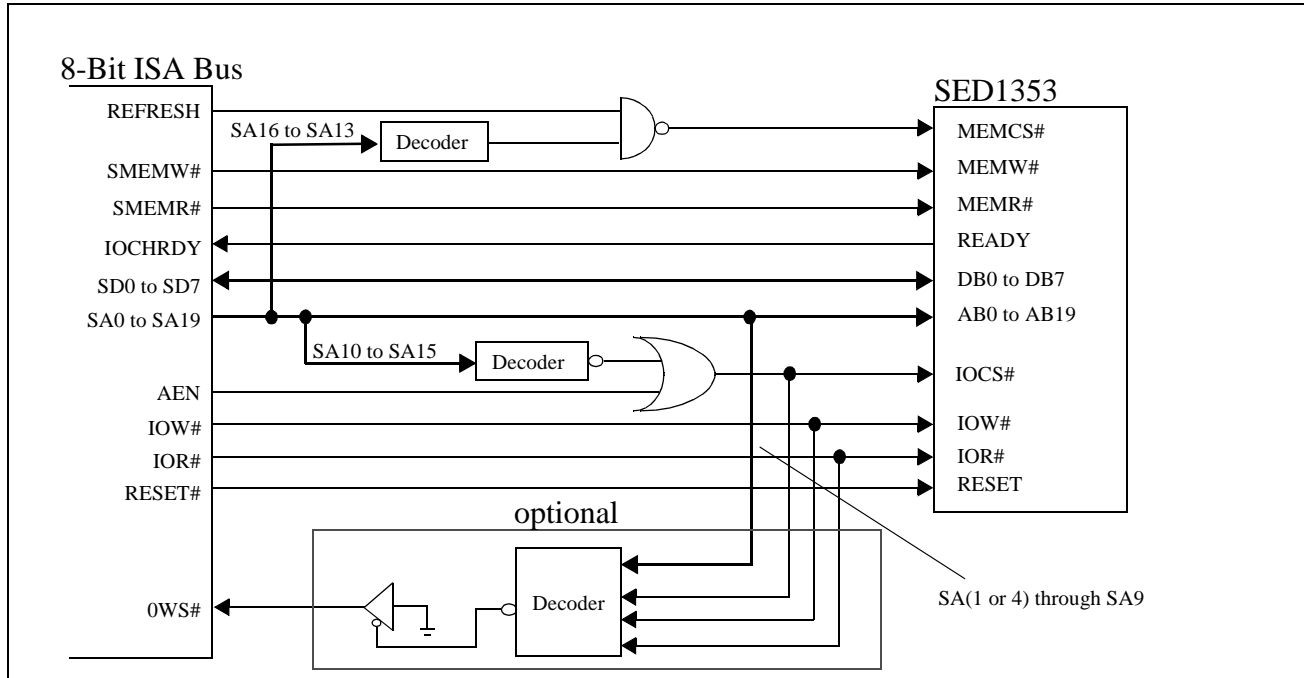 8-Bit ISA Bus
SED1353
REFRESH
SA16 to SA13
Decoder
MEMCS#
SMEMW#
MEMW#
SMEMR#
MEMR#
IOCHRDY
READY
SD0 to SD7
DB0 to DB7
SA0 to SA19
AB0 to AB19
SA10 to SA15
Decoder
IOCS#
AEN
IOW#
IOW#
IOR#
IOR#
RESET#
RESET
optional
0WS#
Decoder
SA(1 or 4) through SA9